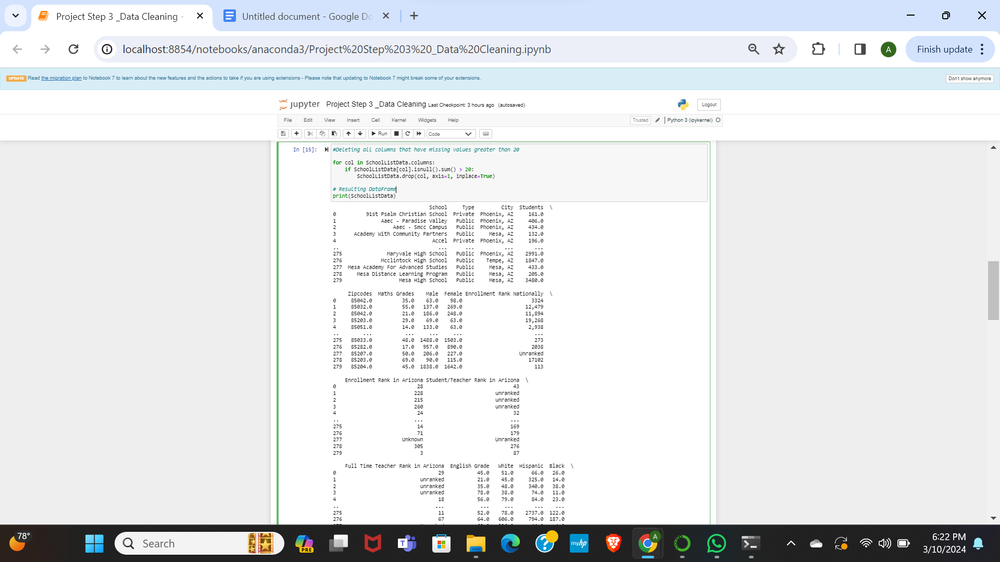 Project Step 3 _Data Cleaning -
Untitled document - Google Do
localhost:8854/notebooks/anaconda3/Project%20Step%203%20_Data%20Cleaning.ipynb
A
Finish update
UPDATE Read the migration plan to Notebook 7 to learn about the new features and the actions to take if you are using extensions - Please note that updating to Notebook 7 might break some of your extensions.
Don't show anymore
jupyter Project Step 3 _Data Cleaning Last Checkpoint: 3 hours ago (autosaved)
Logout
File Edit View Insert Cell Kernel Widgets Help
Trusted Python 3 (ipykernel)
Run Code
In [15]:
#Deleting all columns that have missing values greater than 20
for col in SchoolListData.columns:
    if SchoolListData[col].isnull().sum() > 20:
        SchoolListData.drop(col, axis=1, inplace=True)
# Resulting DataFrame
print(SchoolListData)
School Type City Students \
0 91st Psalm Christian School Private Phoenix, AZ 161.0
1 Aaec - Paradise Valley Public Phoenix, AZ 406.0
2 Aaec - Smcc Campus Public Phoenix, AZ 434.0
3 Academy With Community Partners Public Mesa, AZ 132.0
4 Accel Private Phoenix, AZ 196.0
.. ... ... ... ...
275 Maryvale High School Public Phoenix, AZ 2991.0
276 Mcclintock High School Public Tempe, AZ 1847.0
277 Mesa Academy For Advanced Studies Public Mesa, AZ 433.0
278 Mesa Distance Learning Program Public Mesa, AZ 205.0
279 Mesa High School Public Mesa, AZ 3480.0
Zipcodes Maths Grades Male Female Enrollment Rank Nationally \
0 85042.0 35.0 63.0 98.0 3324
1 85032.0 55.0 137.0 269.0 12,479
2 85042.0 21.0 186.0 248.0 11,894
3 85203.0 29.0 69.0 63.0 19,268
4 85051.0 14.0 133.0 63.0 2,938
.. ... ... ... ... ...
275 85033.0 48.0 1488.0 1503.0 273
276 85282.0 17.0 957.0 890.0 2038
277 85207.0 50.0 206.0 227.0 Unranked
278 85203.0 69.0 90.0 115.0 17102
279 85204.0 45.0 1838.0 1642.0 113
Enrollment Rank in Arizona Student/Teacher Rank in Arizona \
0 28 43
1 228 unranked
2 215 unranked
3 260 unranked
4 24 32
.. ... ...
275 14 169
276 71 179
277 Unknown Unranked
278 305 276
279 3 87
Full Time Teacher Rank in Arizona English Grade White Hispanic Black \
0 29 45.0 51.0 66.0 26.0
1 unranked 21.0 45.0 325.0 14.0
2 unranked 35.0 48.0 340.0 38.0
3 unranked 78.0 38.0 74.0 11.0
4 18 56.0 79.0 84.0 23.0
.. ... ... ... ... ...
275 11 52.0 78.0 2737.0 122.0
276 67 64.0 606.0 794.0 187.0
78°
Search
PRE
T
?
myhp
A
6:22 PM
3/10/2024